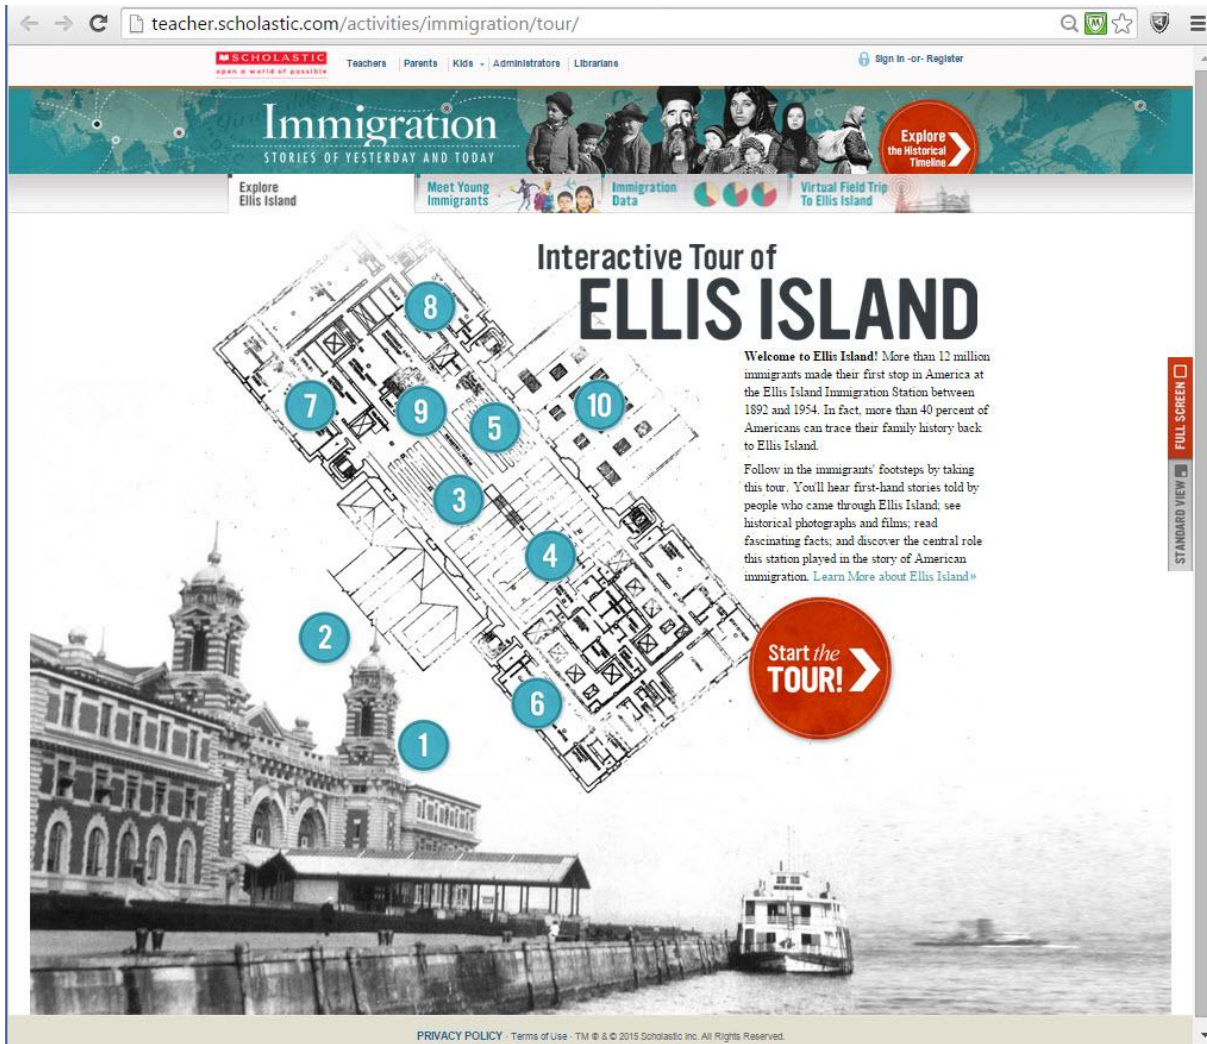 teacher.scholastic.com/activities/immigration/tour/
SCHOLASTIC
open a world of possible
Teachers Parents Kids Administrators Librarians
Sign In -or- Register
Immigration
STORIES OF YESTERDAY AND TODAY
Explore
the Historical
Timeline
Explore
Ellis Island
Meet Young
Immigrants
Immigration
Data
Virtual Field Trip
To Ellis Island
Interactive Tour of
ELLIS ISLAND
Welcome to Ellis Island! More than 12 million
immigrants made their first stop in America at
the Ellis Island Immigration Station between
1892 and 1954. In fact, more than 40 percent of
Americans can trace their family history back
to Ellis Island.
Follow in the immigrants' footsteps by taking
this tour. You'll hear first-hand stories told by
people who came through Ellis Island; see
historical photographs and films; read
fascinating facts; and discover the central role
this station played in the story of American
immigration. Learn More about Ellis Island»
Start the
TOUR!
FULL SCREEN
STANDARD VIEW
8
7
9
5
10
3
4
2
6
1
PRIVACY POLICY · Terms of Use · TM ® & © 2015 Scholastic Inc. All Rights Reserved.